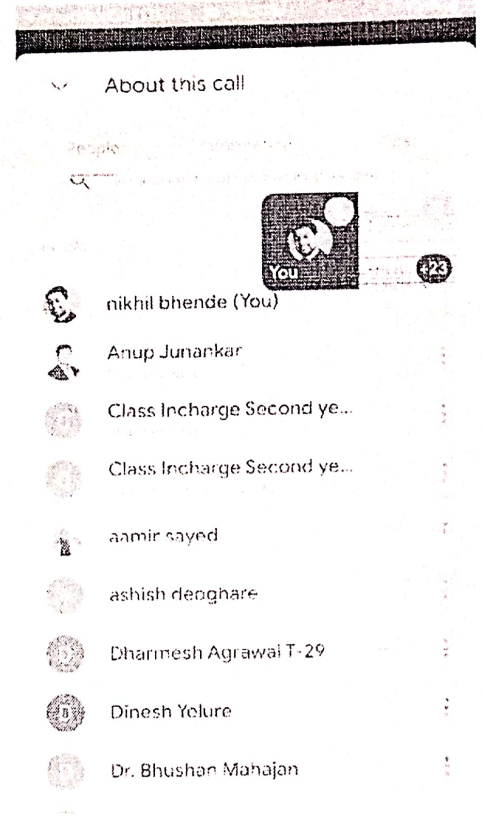 About this call
People
You
+23
nikhil bhende (You)
Anup Junankar
Class Incharge Second ye...
Class Incharge Second ye...
aamir sayed
ashish deoghare
Dharmesh Agrawal T-29
Dinesh Yelure
Dr. Bhushan Mahajan